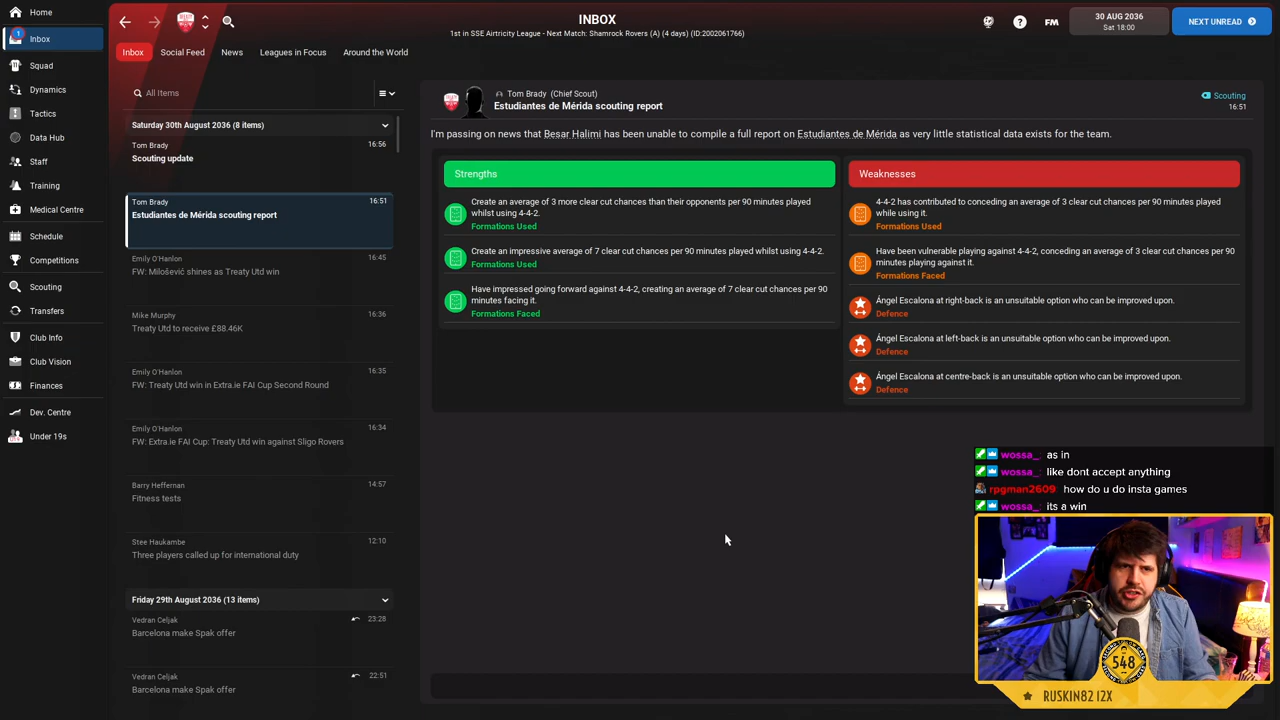 Home
Inbox
1
Squad
Dynamics
Tactics
Data Hub
Staff
Training
Medical Centre
Schedule
Competitions
Scouting
Transfers
Club Info
Club Vision
Finances
Dev. Centre
Under 19s
INBOX
1st in SSE Airtricity League - Next Match: Shamrock Rovers (A) (4 days) (ID:2002061766)
FM
30 AUG 2036
Sat 18:00
NEXT UNREAD
Inbox
Social Feed
News
Leagues in Focus
Around the World
All Items
Saturday 30th August 2036 (8 items)
Tom Brady 16:56
Scouting update
Tom Brady 16:51
Estudiantes de Mérida scouting report
Emily O'Hanlon 16:45
FW: Milošević shines as Treaty Utd win
Mike Murphy 16:36
Treaty Utd to receive £88.46K
Emily O'Hanlon 16:35
FW: Treaty Utd win in Extra.ie FAI Cup Second Round
Emily O'Hanlon 16:34
FW: Extra.ie FAI Cup: Treaty Utd win against Sligo Rovers
Barry Heffernan 14:57
Fitness tests
Stee Haukambe 12:10
Three players called up for international duty
Friday 29th August 2036 (13 items)
Vedran Celjak 23:28
Barcelona make Spak offer
Vedran Celjak 22:51
Barcelona make Spak offer
Tom Brady (Chief Scout)
Estudiantes de Mérida scouting report
Scouting
16:51
I'm passing on news that Besar Halimi has been unable to compile a full report on Estudiantes de Mérida as very little statistical data exists for the team.
Strengths
Create an average of 3 more clear cut chances than their opponents per 90 minutes played
whilst using 4-4-2.
Formations Used
Create an impressive average of 7 clear cut chances per 90 minutes played whilst using 4-4-2.
Formations Used
Have impressed going forward against 4-4-2, creating an average of 7 clear cut chances per 90
minutes facing it.
Formations Faced
Weaknesses
4-4-2 has contributed to conceding an average of 3 clear cut chances per 90 minutes played
while using it.
Formations Used
Have been vulnerable playing against 4-4-2, conceding an average of 3 clear cut chances per 90
minutes playing against it.
Formations Faced
Ángel Escalona at right-back is an unsuitable option who can be improved upon.
Defence
Ángel Escalona at left-back is an unsuitable option who can be improved upon.
Defence
Ángel Escalona at centre-back is an unsuitable option who can be improved upon.
Defence
wossa_: as in
wossa_: like dont accept anything
rpgman2609 how do u do insta games
wossa_: its a win
548
RUSKIN82 12X